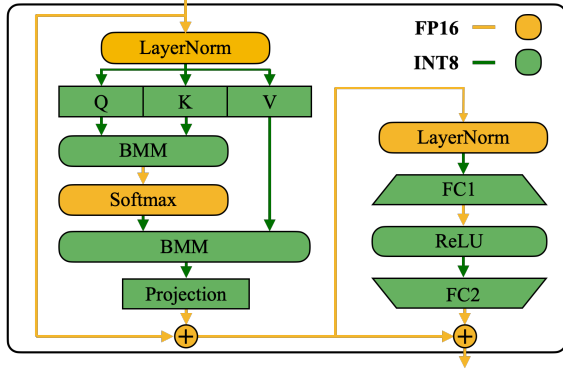 FP16
INT8
LayerNorm
Q K V
BMM
Softmax
BMM
Projection
+
LayerNorm
FC1
ReLU
FC2
+